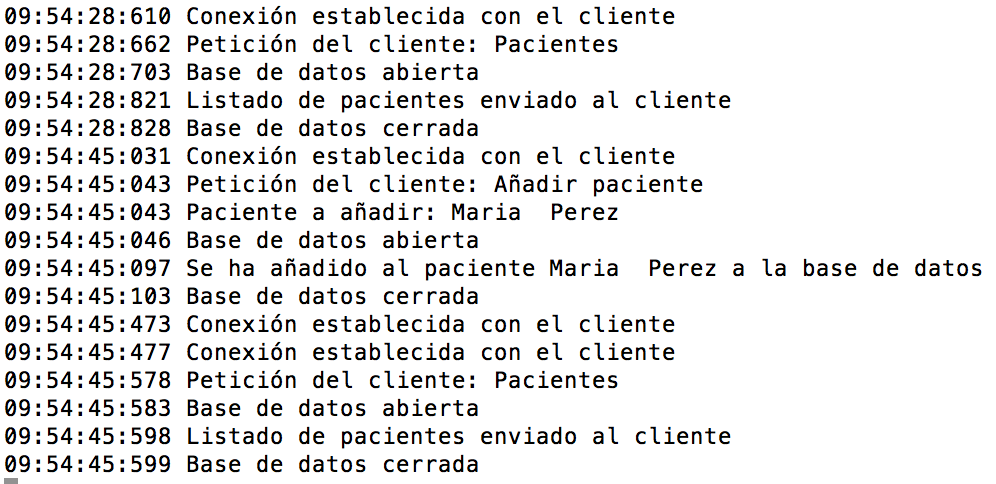 09:54:28:610 Conexión establecida con el cliente
09:54:28:662 Petición del cliente: Pacientes
09:54:28:703 Base de datos abierta
09:54:28:821 Listado de pacientes enviado al cliente
09:54:28:828 Base de datos cerrada
09:54:45:031 Conexión establecida con el cliente
09:54:45:043 Petición del cliente: Añadir paciente
09:54:45:043 Paciente a añadir: Maria  Perez
09:54:45:046 Base de datos abierta
09:54:45:097 Se ha añadido al paciente Maria  Perez a la base de datos
09:54:45:103 Base de datos cerrada
09:54:45:473 Conexión establecida con el cliente
09:54:45:477 Conexión establecida con el cliente
09:54:45:578 Petición del cliente: Pacientes
09:54:45:583 Base de datos abierta
09:54:45:598 Listado de pacientes enviado al cliente
09:54:45:599 Base de datos cerrada